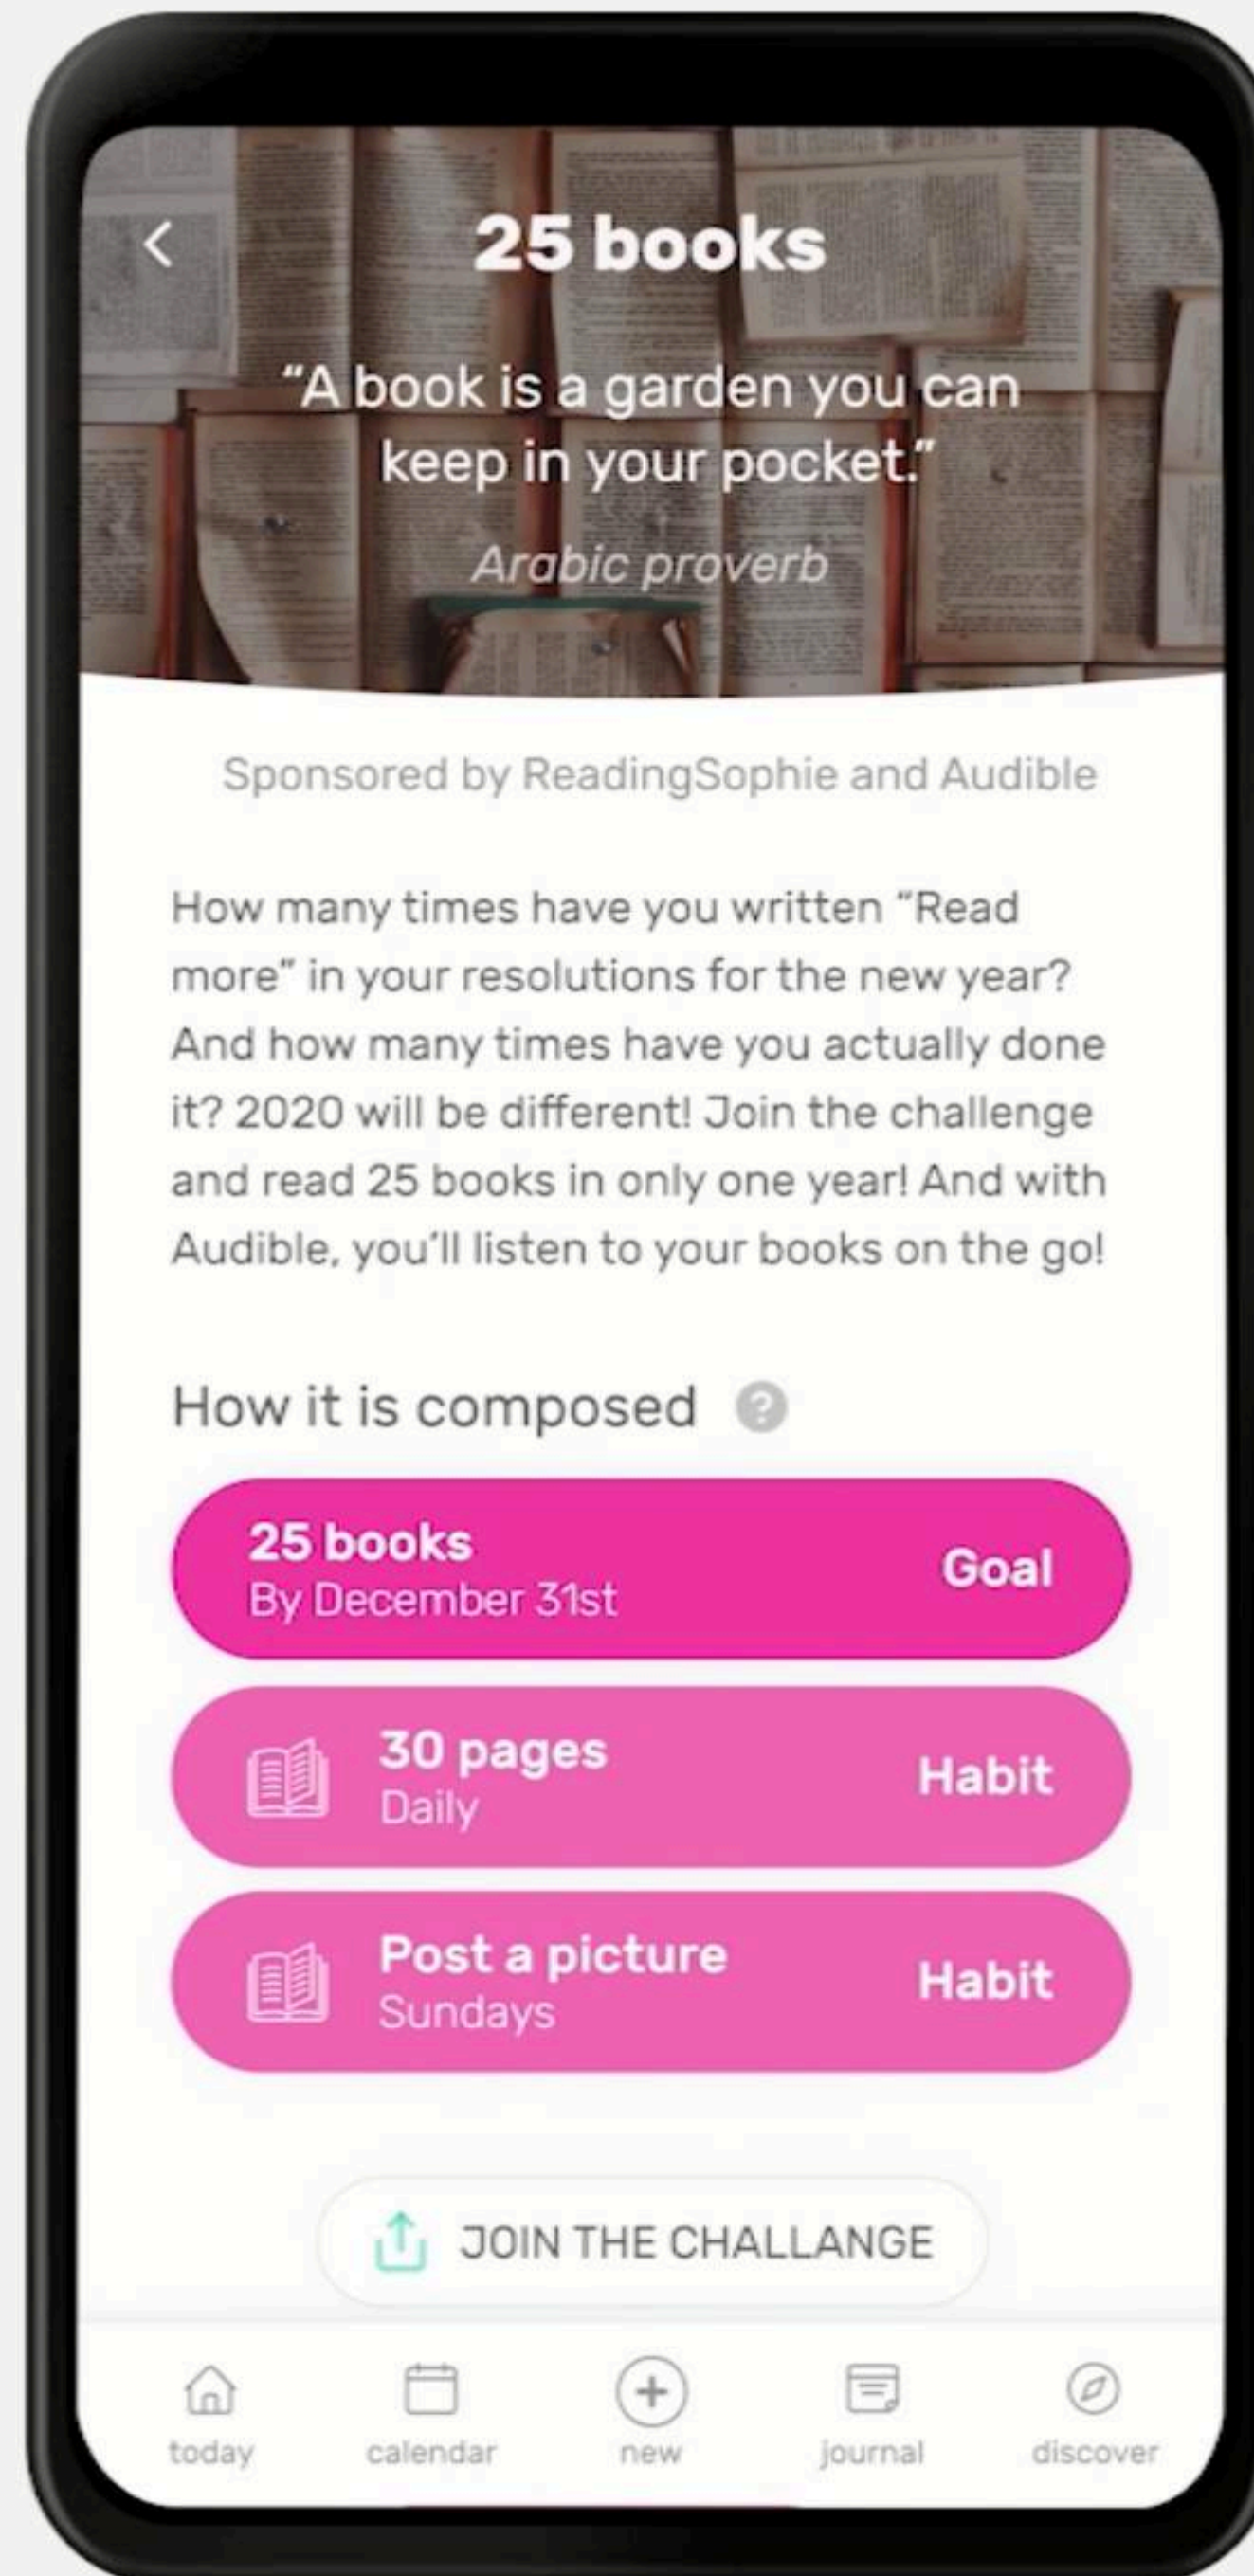 25 books
“A book is a garden you can
keep in your pocket.”
Arabic proverb
Sponsored by ReadingSophie and Audible
How many times have you written “Read
more” in your resolutions for the new year?
And how many times have you actually done
it? 2020 will be different! Join the challenge
and read 25 books in only one year! And with
Audible, you’ll listen to your books on the go!
How it is composed ?
25 books
By December 31st
Goal
30 pages
Daily
Habit
Post a picture
Sundays
Habit
JOIN THE CHALLANGE
today calendar new journal discover